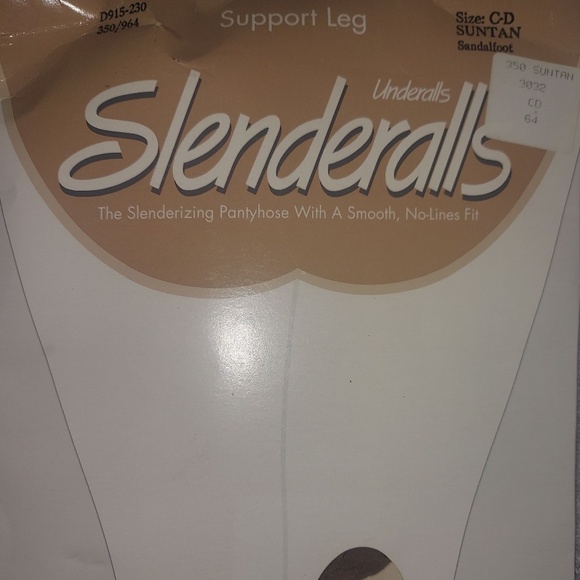 D915-230
350/964
Support Leg
Size: C-D
SUNTAN
Sandalfoot
350 SUNTAN
3032
CD
64
Underalls
Slenderalls
The Slenderizing Pantyhose With A Smooth, No-Lines Fit